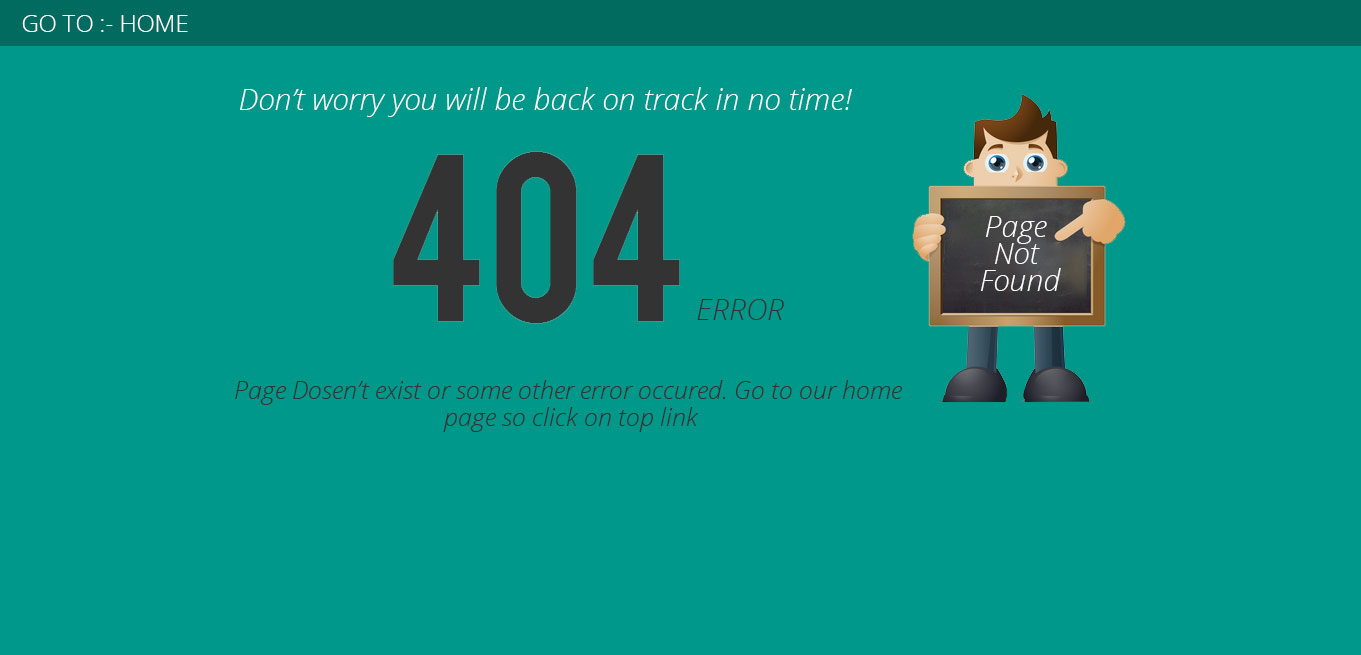 GO TO :- HOME
Don't worry you will be back on track in no time!
404 ERROR
Page
Not
Found
Page Dosen't exist or some other error occured. Go to our home
page so click on top link